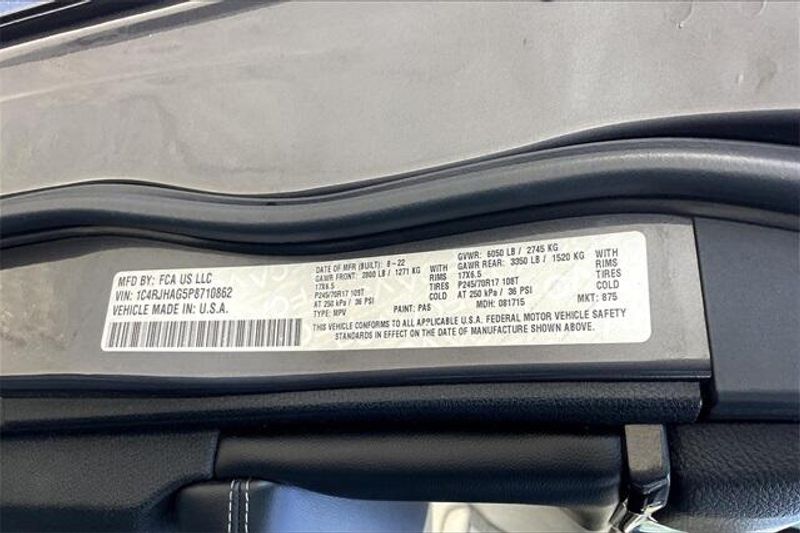 MFD BY: FCA US LLC
VIN: 1C4RJHAG5P8710862
VEHICLE MADE IN: U.S.A.
DATE OF MFR (BUILT): 8-22
GAWR FRONT: 2800 LB / 1271 KG
17X6.5 RIMS
P245/70R17 108T TIRES
AT 250 kPa / 36 PSI COLD
TYPE: MPV PAINT: PAS
GVWR: 6050 LB / 2745 KG
GAWR REAR: 3350 LB / 1520 KG
17X6.5 RIMS
P245/70R17 108T TIRES
AT 250 kPa / 36 PSI COLD
MDH: 081715 MKT: 875
THIS VEHICLE CONFORMS TO ALL APPLICABLE U.S.A. FEDERAL MOTOR VEHICLE SAFETY
STANDARDS IN EFFECT ON THE DATE OF MANUFACTURE SHOWN ABOVE.